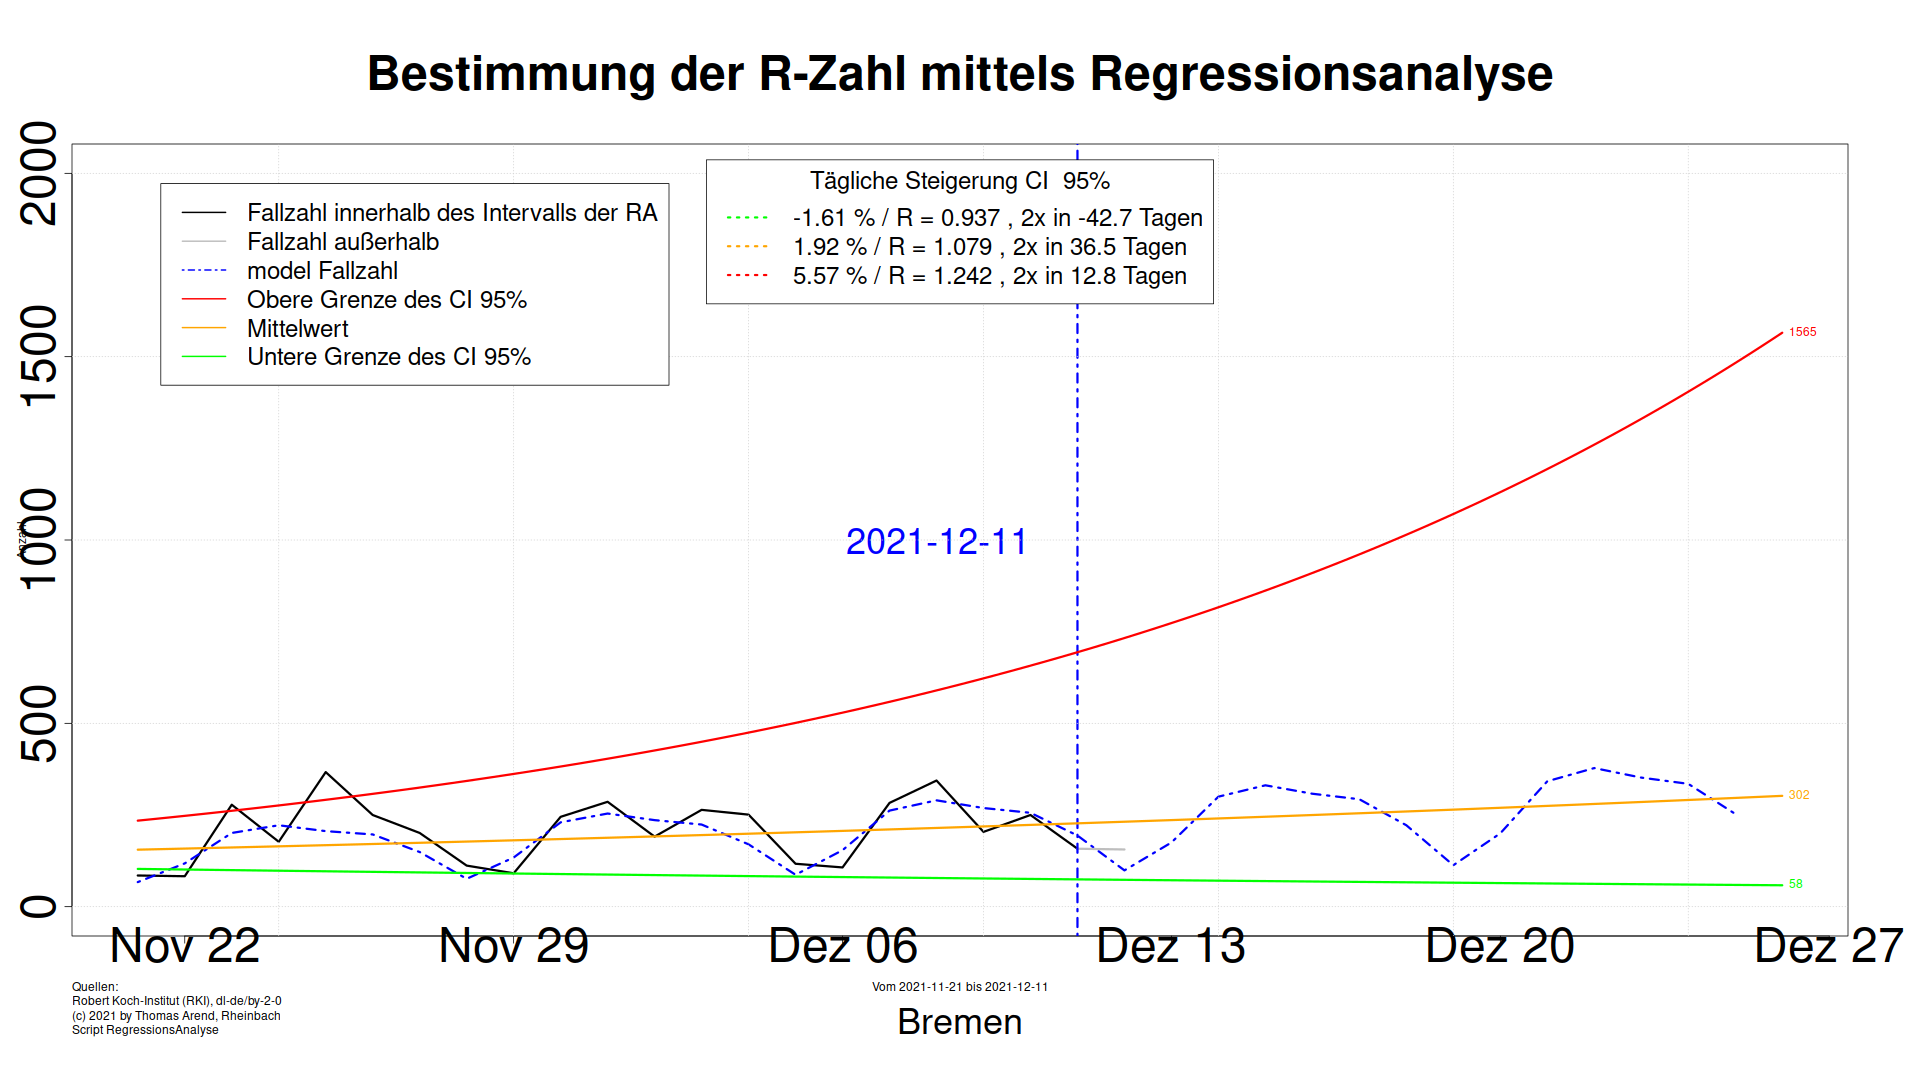 Bestimmung der R-Zahl mittels Regressionsanalyse
Tägliche Steigerung CI  95%
-1.61 % / R = 0.937 , 2x in -42.7 Tagen
1.92 % / R = 1.079 , 2x in 36.5 Tagen
5.57 % / R = 1.242 , 2x in 12.8 Tagen
Fallzahl innerhalb des Intervalls der RA
Fallzahl außerhalb
model Fallzahl
Obere Grenze des CI 95%
Mittelwert
Untere Grenze des CI 95%
2000
1500
1000
500
0
Anzahl
2021-12-11
1565
302
58
Nov 22
Nov 29
Dez 06
Dez 13
Dez 20
Dez 27
Quellen:
Robert Koch-Institut (RKI), dl-de/by-2-0
(c) 2021 by Thomas Arend, Rheinbach
Script RegressionsAnalyse
Vom 2021-11-21 bis 2021-12-11
Bremen